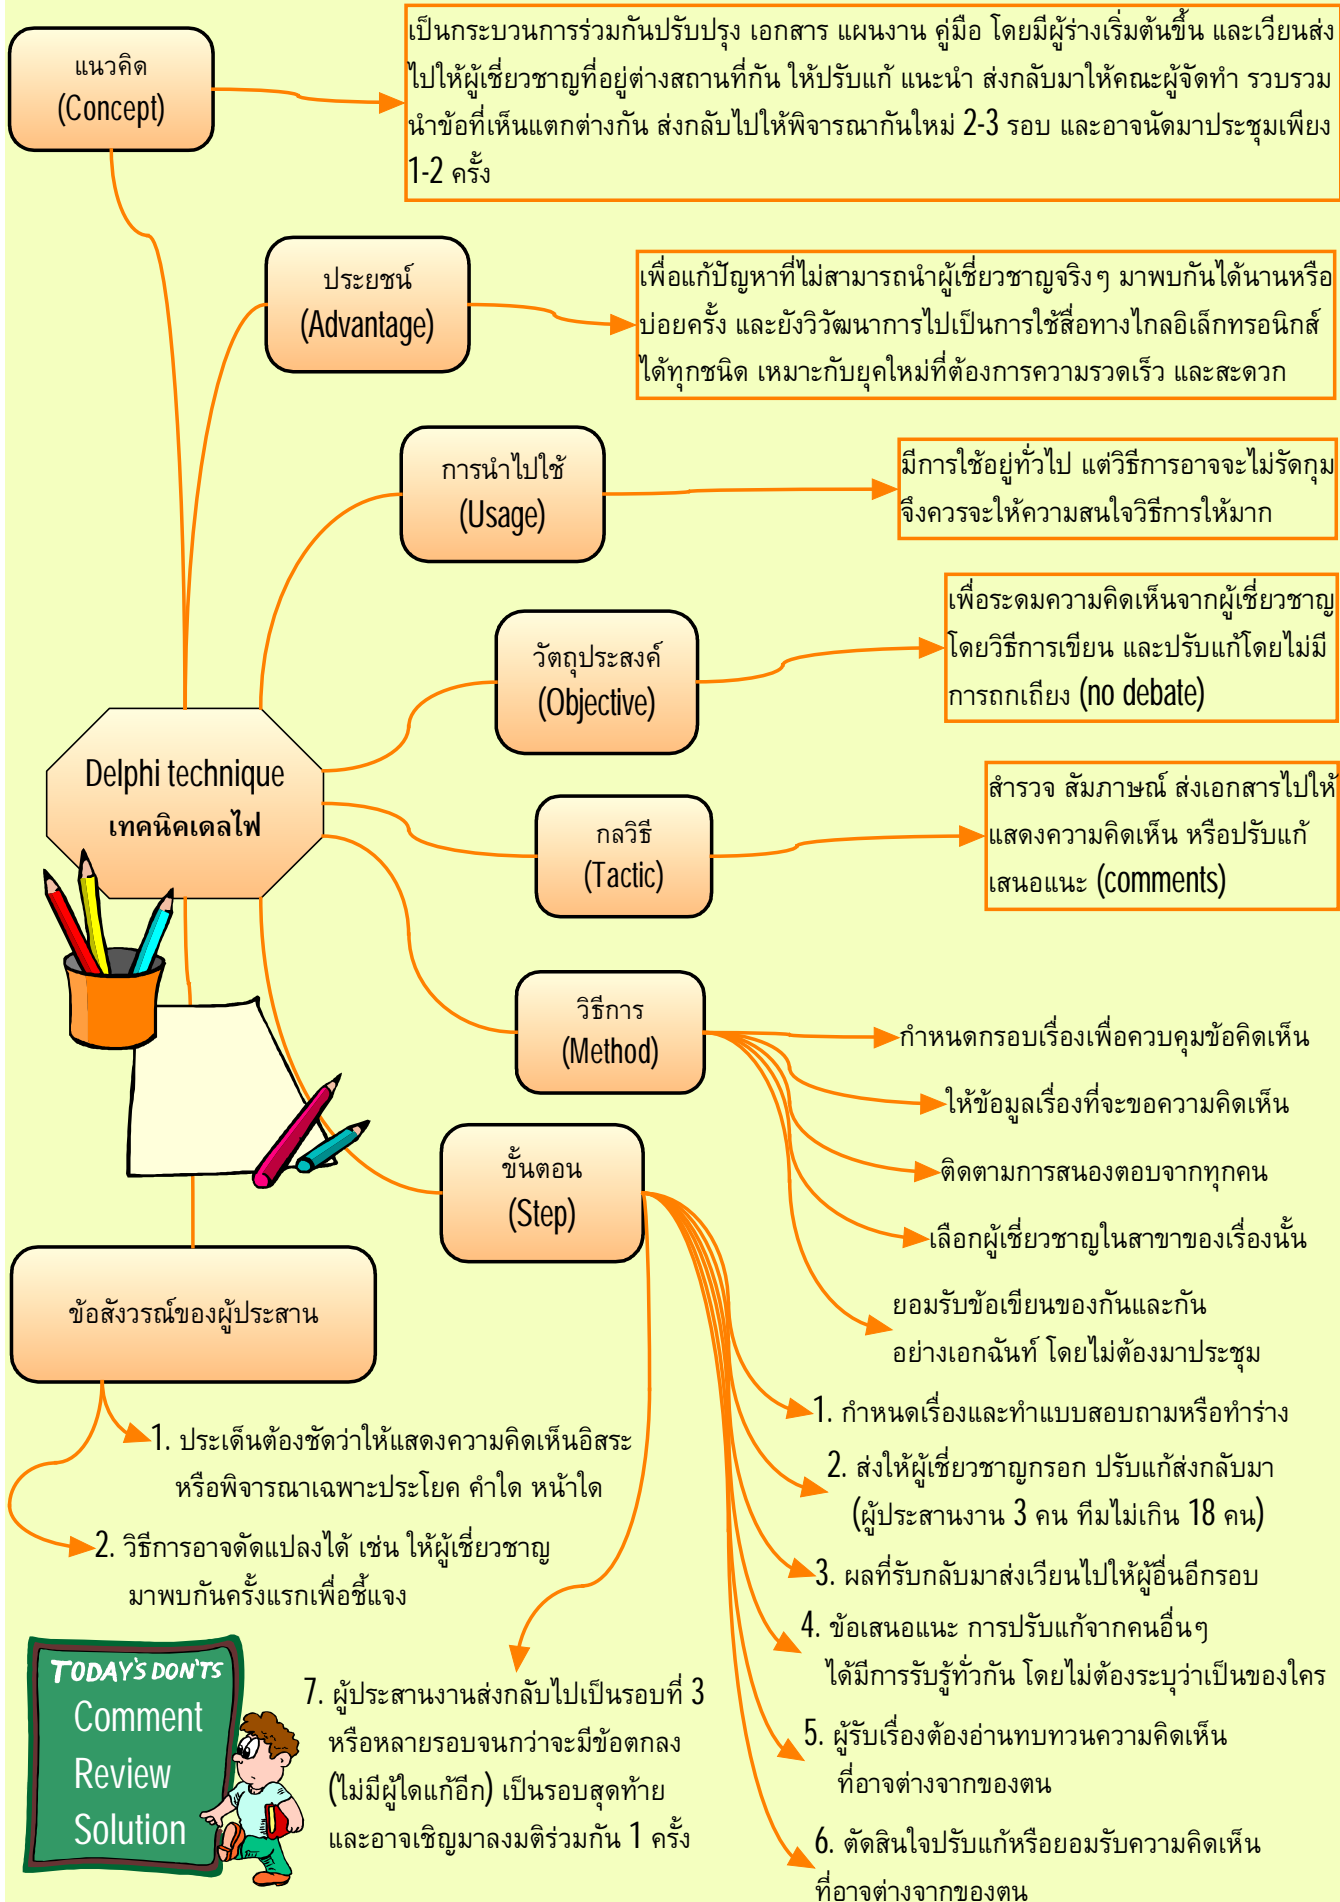 แนวคิด
(Concept)
เป็นกระบวนการร่วมกันปรับปรุง เอกสาร แผนงาน คู่มือ โดยมีผู้ร่างเริ่มต้นขึ้น และเวียนส่ง
ไปให้ผู้เชี่ยวชาญที่อยู่ต่างสถานที่กัน ให้ปรับแก้ แนะนำ ส่งกลับมาให้คณะผู้จัดทำ รวบรวม
นำข้อที่เห็นแตกต่างกัน ส่งกลับไปให้พิจารณากันใหม่ 2-3 รอบ และอาจนัดมาประชุมเพียง
1-2 ครั้ง
ประยชน์
(Advantage)
เพื่อแก้ปัญหาที่ไม่สามารถนำผู้เชี่ยวชาญจริงๆ มาพบกันได้นานหรือ
บ่อยครั้ง และยังวิวัฒนาการไปเป็นการใช้สื่อทางไกลอิเล็กทรอนิกส์
ได้ทุกชนิด เหมาะกับยุคใหม่ที่ต้องการความรวดเร็ว และสะดวก
การนำไปใช้
(Usage)
มีการใช้อยู่ทั่วไป แต่วิธีการอาจจะไม่รัดกุม
จึงควรจะให้ความสนใจวิธีการให้มาก
วัตถุประสงค์
(Objective)
เพื่อระดมความคิดเห็นจากผู้เชี่ยวชาญ
โดยวิธีการเขียน และปรับแก้โดยไม่มี
การถกเถียง (no debate)
Delphi technique
เทคนิคเดลไฟ
กลวิธี
(Tactic)
สำรวจ สัมภาษณ์ ส่งเอกสารไปให้
แสดงความคิดเห็น หรือปรับแก้
เสนอแนะ (comments)
วิธีการ
(Method)
กำหนดกรอบเรื่องเพื่อควบคุมข้อคิดเห็น
ให้ข้อมูลเรื่องที่จะขอความคิดเห็น
ติดตามการสนองตอบจากทุกคน
เลือกผู้เชี่ยวชาญในสาขาของเรื่องนั้น
ยอมรับข้อเขียนของกันและกัน
อย่างเอกฉันท์ โดยไม่ต้องมาประชุม
ขั้นตอน
(Step)
1. กำหนดเรื่องและทำแบบสอบถามหรือทำร่าง
2. ส่งให้ผู้เชี่ยวชาญกรอก ปรับแก้ส่งกลับมา
(ผู้ประสานงาน 3 คน ทีมไม่เกิน 18 คน)
3. ผลที่รับกลับมาส่งเวียนไปให้ผู้อื่นอีกรอบ
4. ข้อเสนอแนะ การปรับแก้จากคนอื่นๆ
ได้มีการรับรู้ทั่วกัน โดยไม่ต้องระบุว่าเป็นของใคร
5. ผู้รับเรื่องต้องอ่านทบทวนความคิดเห็น
ที่อาจต่างจากของตน
6. ตัดสินใจปรับแก้หรือยอมรับความคิดเห็น
ที่อาจต่างจากของตน
7. ผู้ประสานงานส่งกลับไปเป็นรอบที่ 3
หรือหลายรอบจนกว่าจะมีข้อตกลง
(ไม่มีผู้ใดแก้อีก) เป็นรอบสุดท้าย
และอาจเชิญมาลงมติร่วมกัน 1 ครั้ง
ข้อสังวรณ์ของผู้ประสาน
1. ประเด็นต้องชัดว่าให้แสดงความคิดเห็นอิสระ
หรือพิจารณาเฉพาะประโยค คำใด หน้าใด
2. วิธีการอาจดัดแปลงได้ เช่น ให้ผู้เชี่ยวชาญ
มาพบกันครั้งแรกเพื่อชี้แจง
TODAY'S DON'TS
Comment
Review
Solution